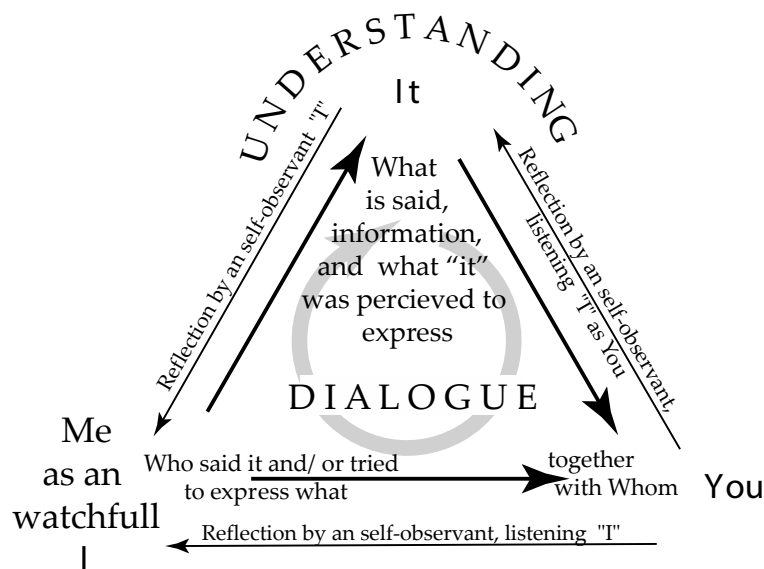 UNDERSTANDING
It
Reflection by an self-observant "I"
What
is said,
information,
and what “it”
was percieved to
express
Reflection by an self-observant,
listening "I" as You
DIALOGUE
Me
as an
watchfull
I
Who said it and/ or tried
to express what
together
with Whom
You
Reflection by an self-observant, listening "I"